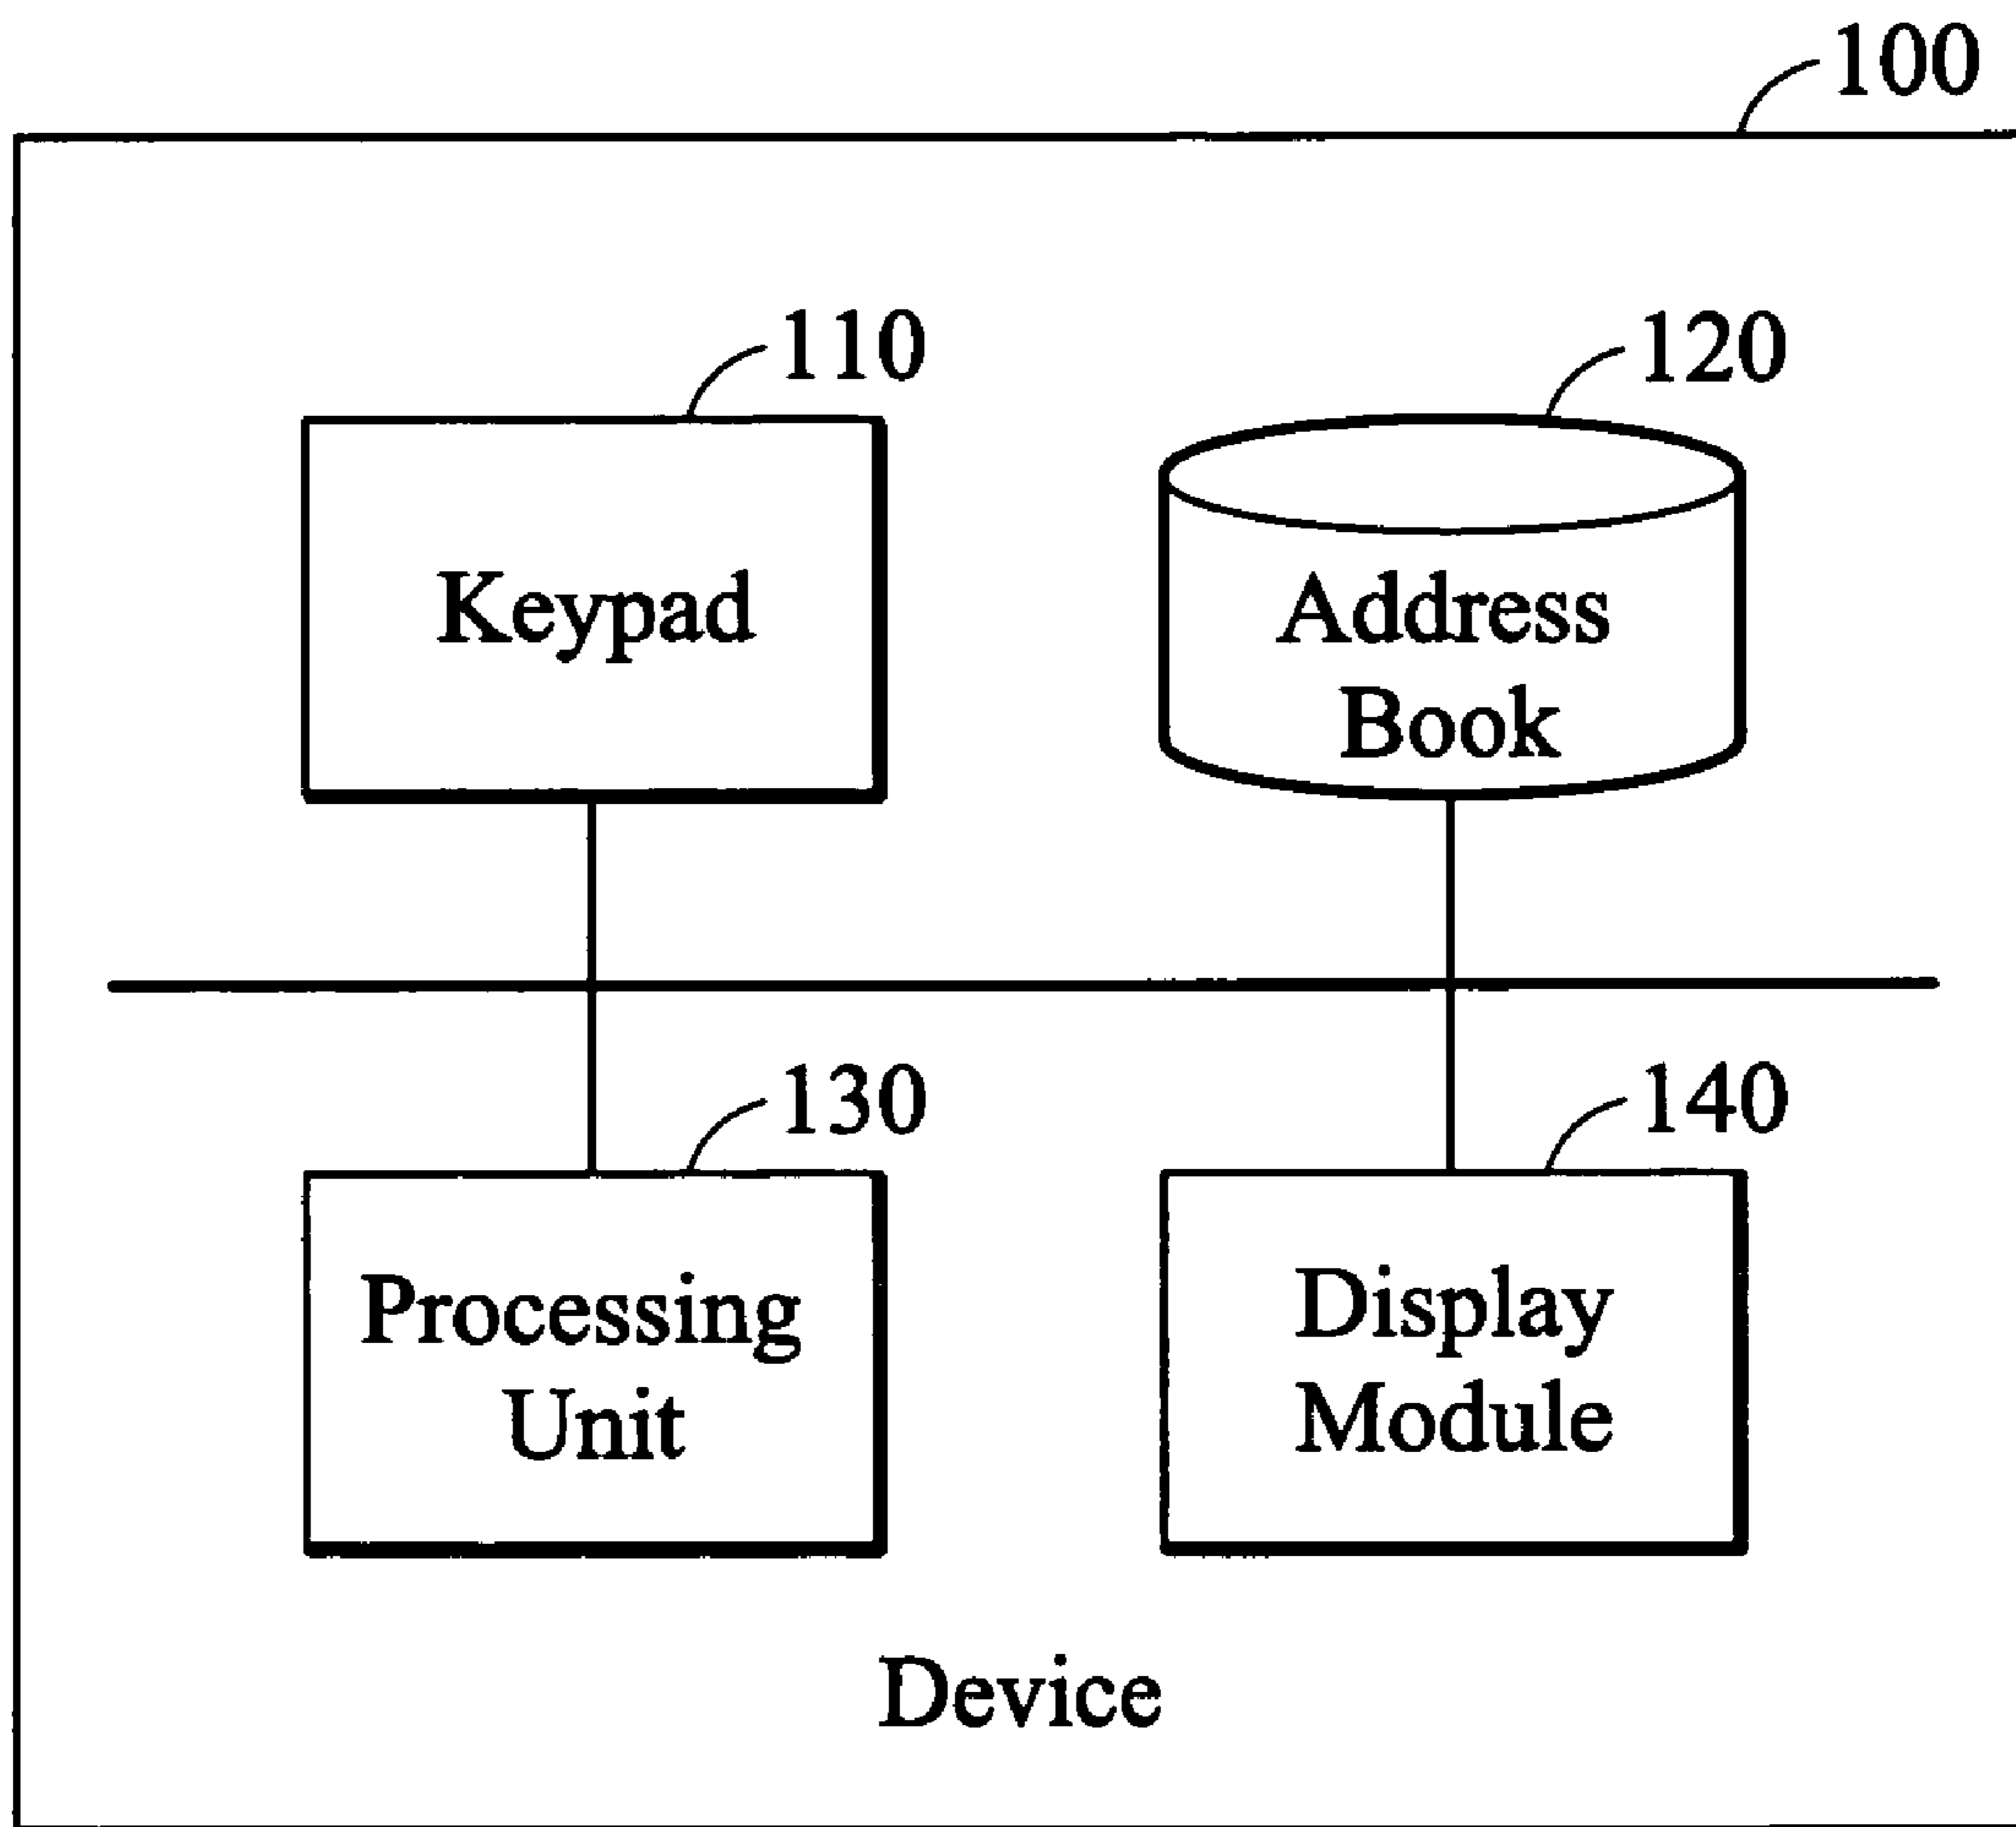 100
110
120
Keypad
Address
Book
130
140
Processing
Unit
Display
Module
Device